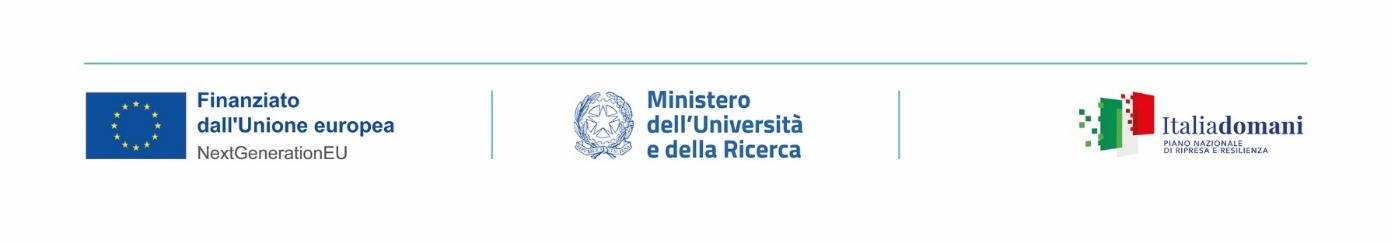 Finanziato
dall'Unione europea
NextGenerationEU
Ministero
dell'Università
e della Ricerca
Italiadomani
PIANO NAZIONALE
DI RIPRESA E RESILIENZA